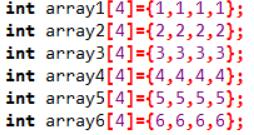 int array1[4]={1,1,1,1};
int array2[4]={2,2,2,2};
int array3[4]={3,3,3,3};
int array4[4]={4,4,4,4};
int array5[4]={5,5,5,5};
int array6[4]={6,6,6,6};